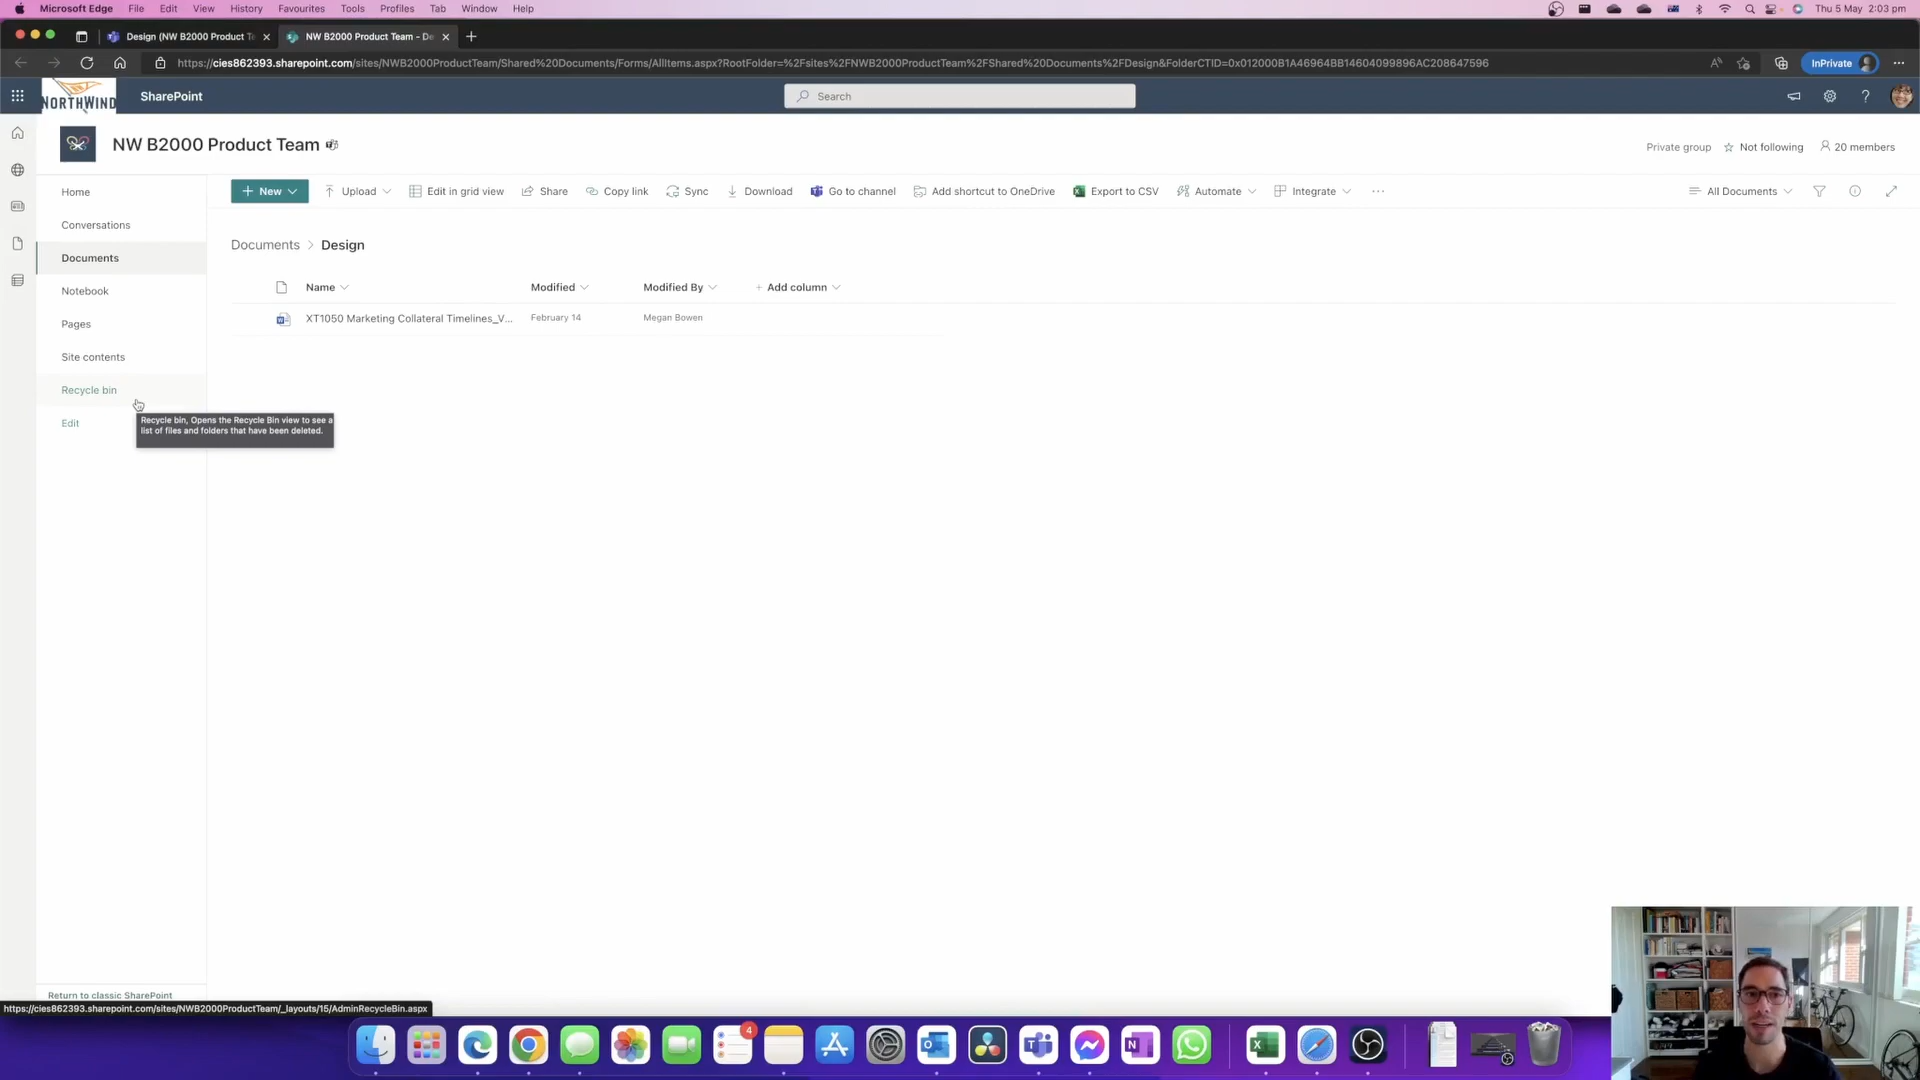 Microsoft Edge File Edit View History Favourites Tools Profiles Tab Window Help Thu 5 May 2:03 pm
Design (NW B2000 Product Te NW B2000 Product Team - De
https://cies862393.sharepoint.com/sites/NWB2000ProductTeam/Shared%20Documents/Forms/AllItems.aspx?RootFolder=%2Fsites%2FNWB2000ProductTeam%2FShared%20Documents%2FDesign&FolderCTID=0x012000B1A46964BB14604099896AC208647596 InPrivate
NORTHWIND SharePoint Search
NW B2000 Product Team Private group Not following 20 members
Home
Conversations
Documents
Notebook
Pages
Site contents
Recycle bin
Edit
Recycle bin, Opens the Recycle Bin view to see a
list of files and folders that have been deleted.
+ New Upload Edit in grid view Share Copy link Sync Download Go to channel Add shortcut to OneDrive Export to CSV Automate Integrate ... All Documents
Documents > Design
Name Modified Modified By + Add column
XT1050 Marketing Collateral Timelines_V... February 14 Megan Bowen
Return to classic SharePoint
https://cies862393.sharepoint.com/sites/NWB2000ProductTeam/_layouts/15/AdminRecycleBin.aspx
4